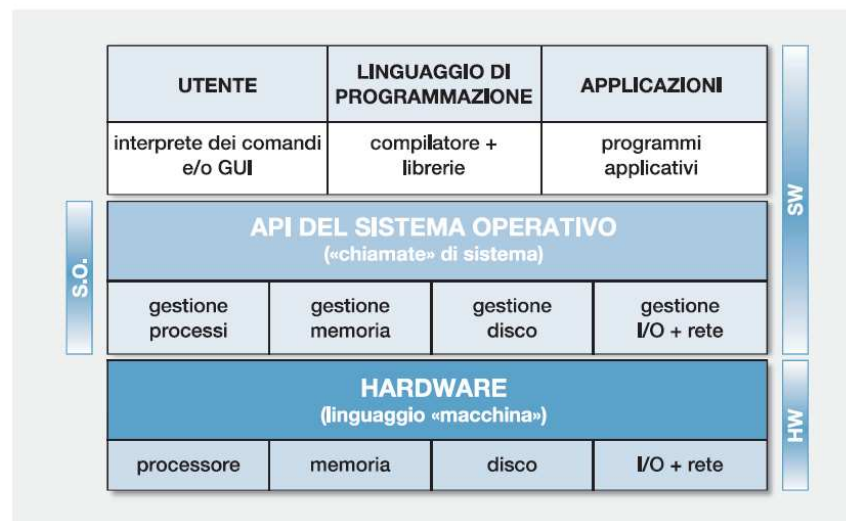 UTENTE
LINGUAGGIO DI
PROGRAMMAZIONE
APPLICAZIONI
interprete dei comandi
e/o GUI
compilatore +
librerie
programmi
applicativi
SW
S.O.
API DEL SISTEMA OPERATIVO
(«chiamate» di sistema)
gestione
processi
gestione
memoria
gestione
disco
gestione
I/O + rete
HARDWARE
(linguaggio «macchina»)
HW
processore
memoria
disco
I/O + rete